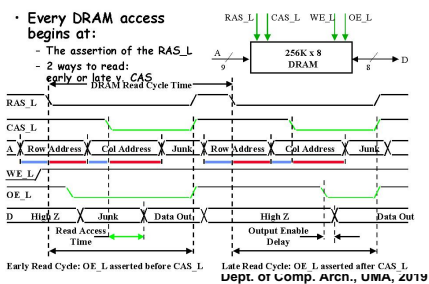 • Every DRAM access
begins at:
– The assertion of the RAS_L
– 2 ways to read:
early or late v. CAS
RAS_L CAS_L WE_L OE_L
A 256K x 8 D
9 DRAM 8
DRAM Read Cycle Time
RAS_L
CAS_L
A Row Address Col Address Junk Row Address Col Address Junk
WE_L
OE_L
D High Z Junk Data Out High Z Data Out
Read Access Output Enable
Time Delay
Early Read Cycle: OE_L asserted before CAS_L Late Read Cycle: OE_L asserted after CAS_L
Dept. of Comp. Arch., UMA, 2019